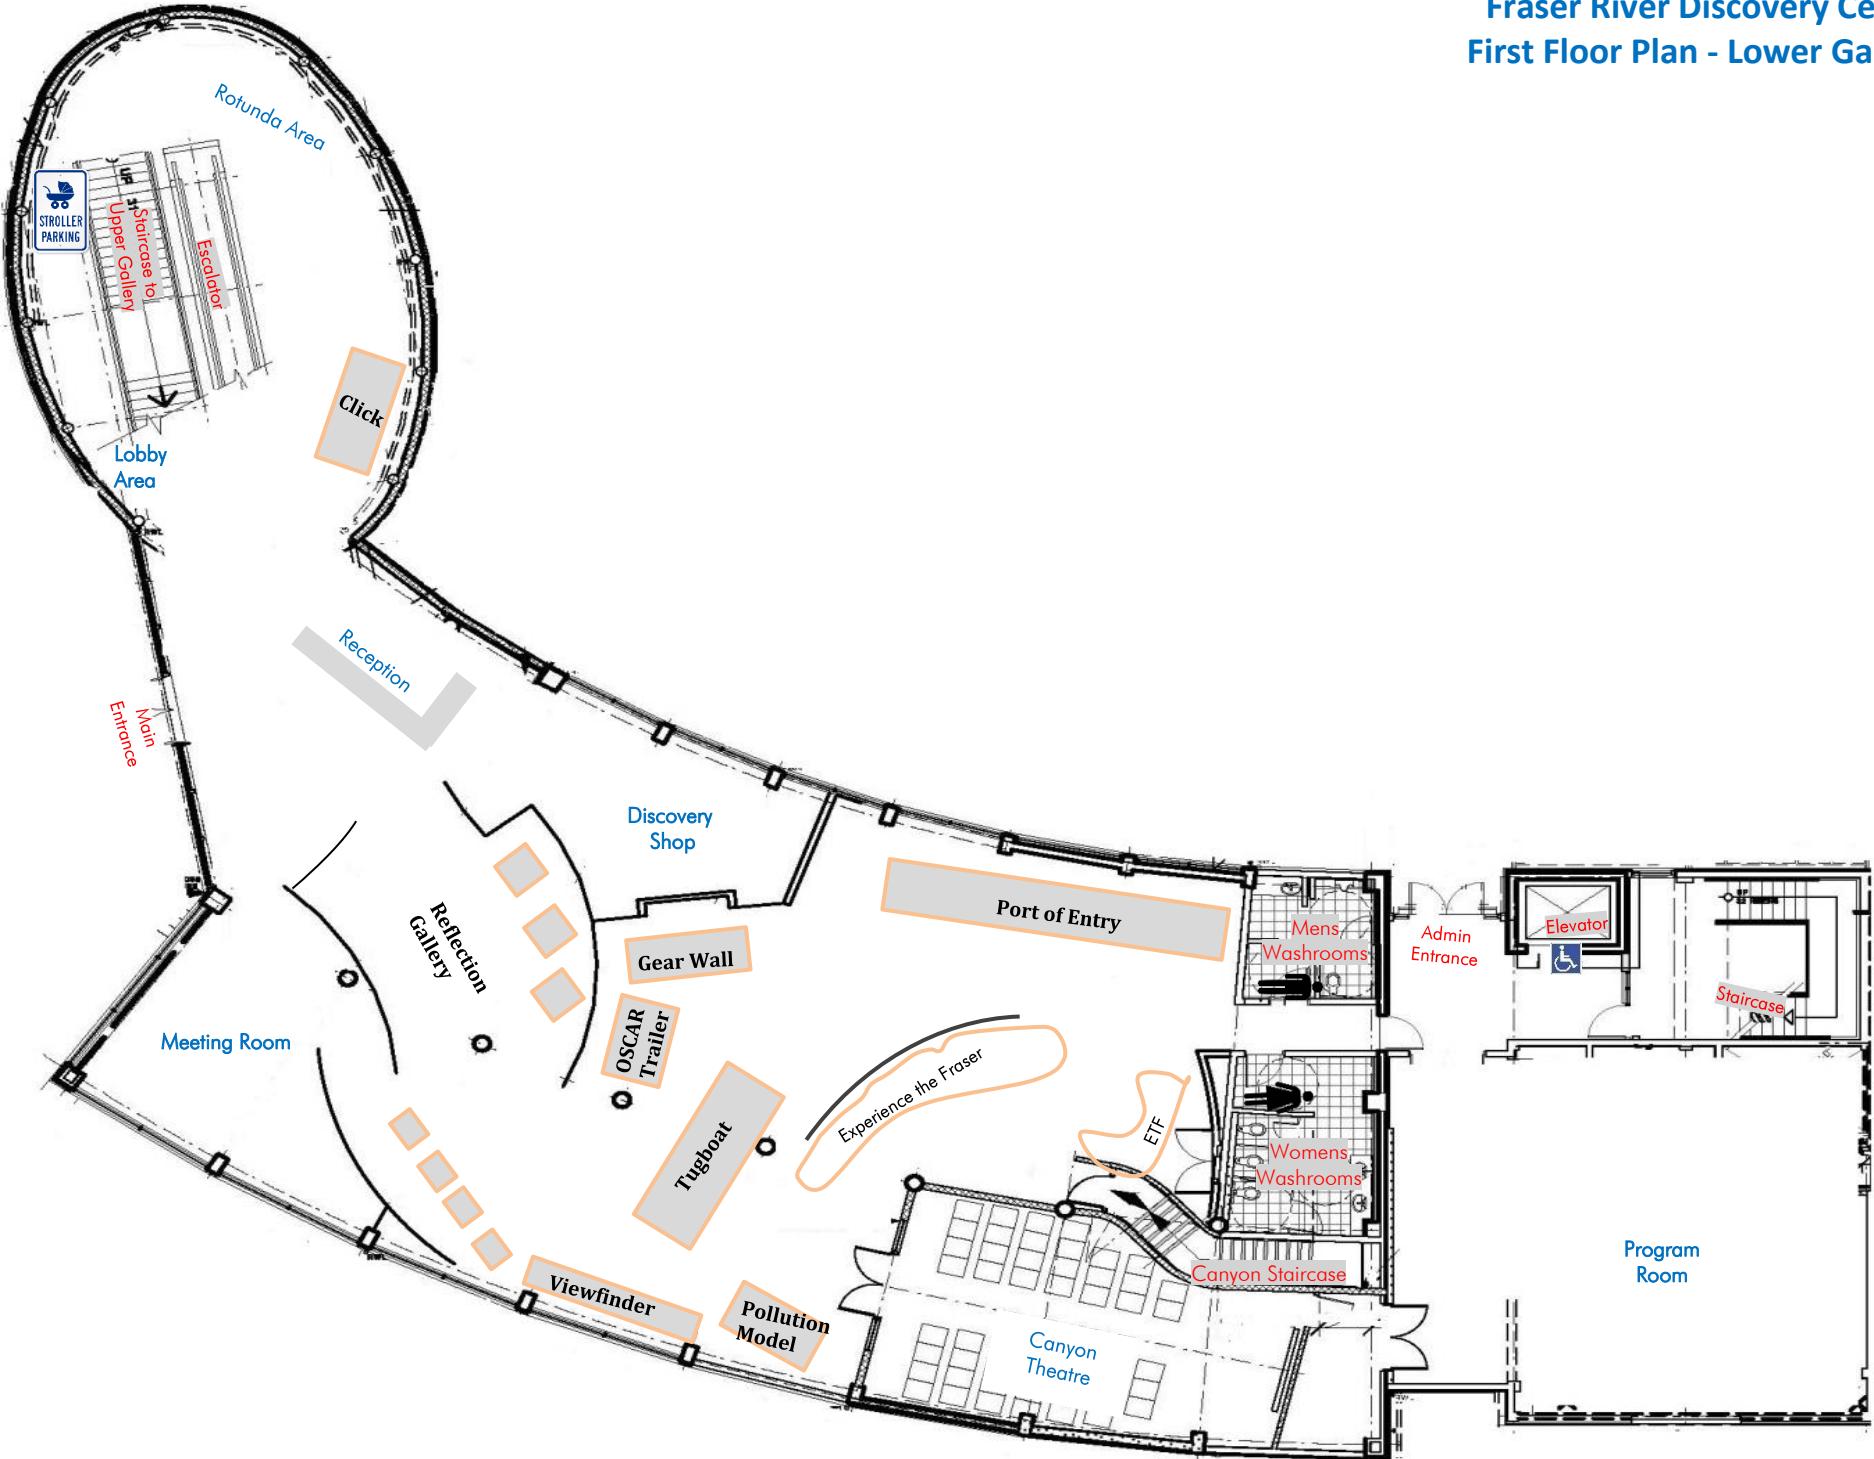 Fraser River Discovery Ce
First Floor Plan - Lower Ga
Rotunda Area
UP
31
STROLLER
PARKING
Staircase to
Upper Gallery
Escalator
Click
Lobby
Area
Reception
Main
Entrance
Discovery
Shop
Reflection
Gallery
Port of Entry
Gear Wall
OSCAR
Trailer
Mens
Washrooms
Admin
Entrance
Elevator
Staircase
Meeting Room
Experience the Fraser
ETF
Tugboat
Womens
Washrooms
Canyon Staircase
Program
Room
Viewfinder
Pollution
Model
Canyon
Theatre